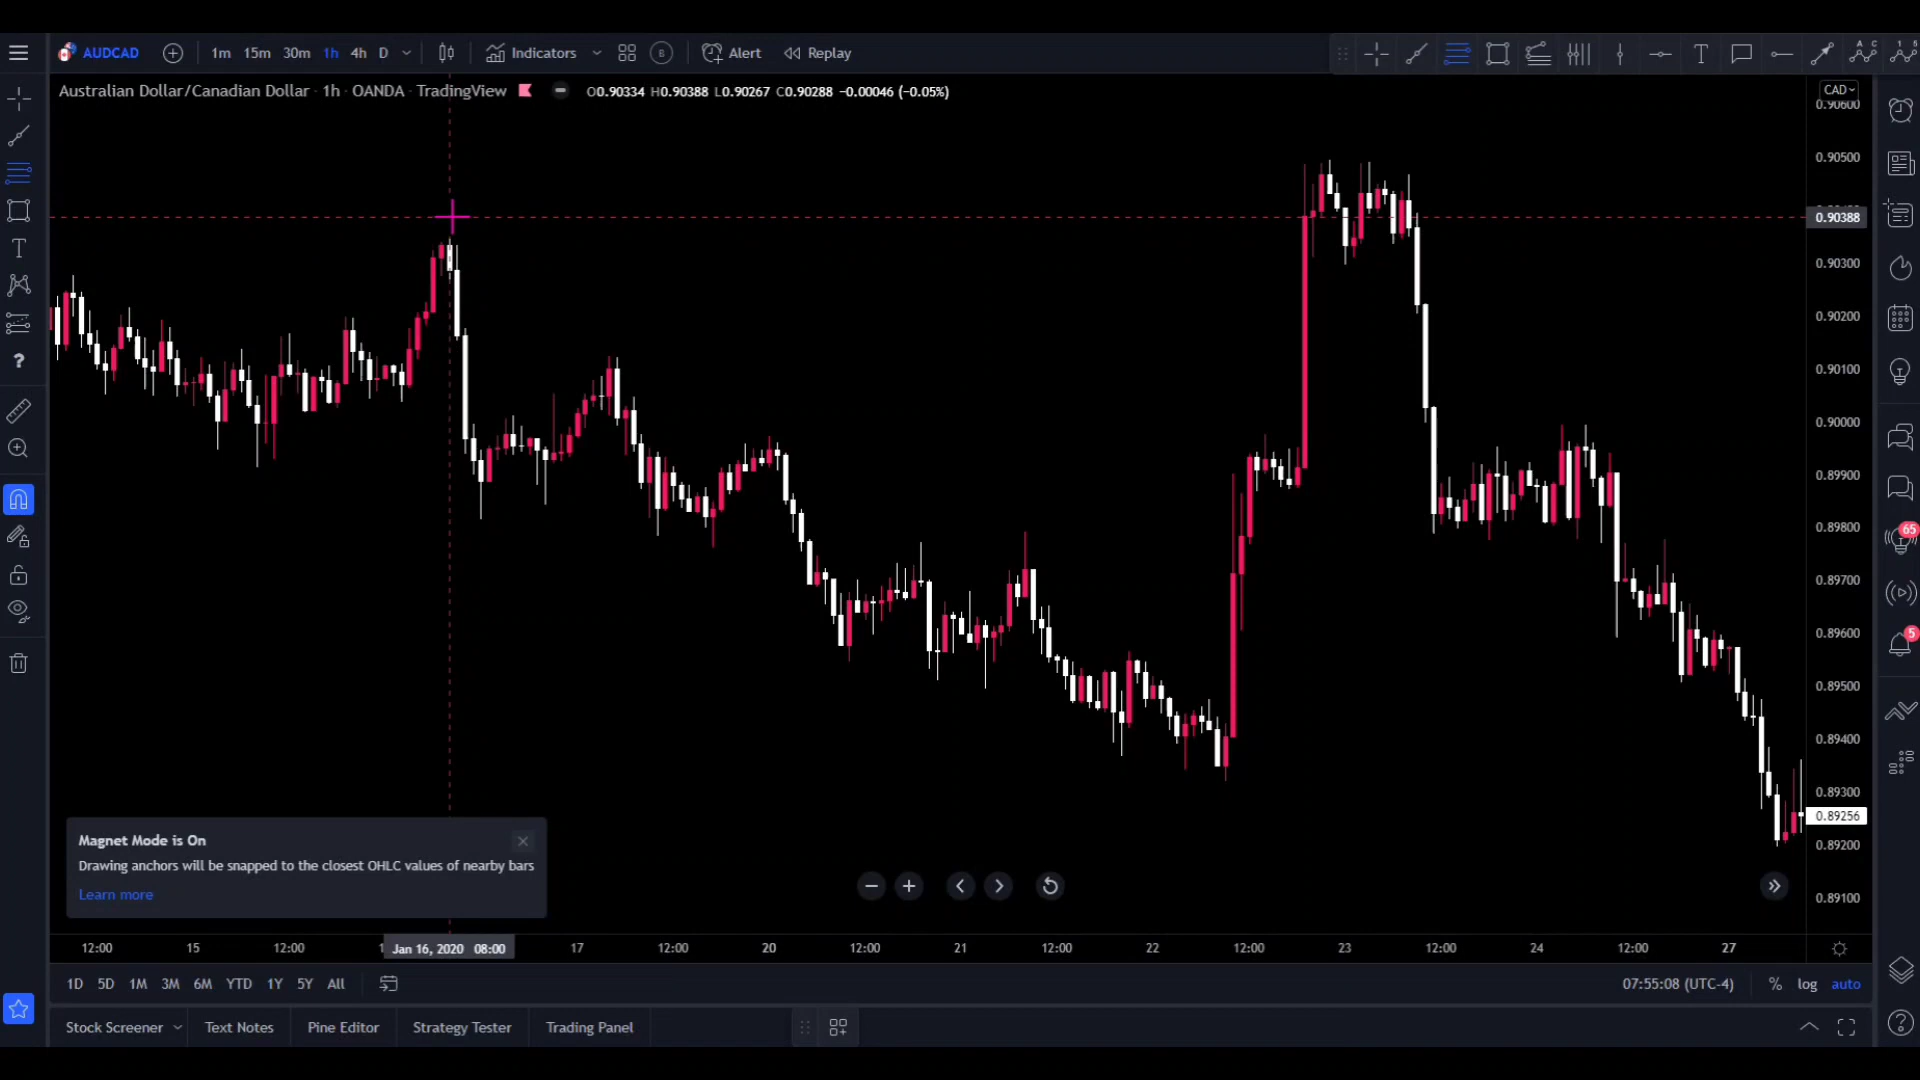 AUDCAD 1m 15m 30m 1h 4h D Indicators B Alert Replay
Australian Dollar/Canadian Dollar · 1h · OANDA · TradingView O0.90334 H0.90388 L0.90267 C0.90288 −0.00046 (−0.05%)
CAD
0.90600
0.90500
0.90388
0.90300
0.90200
0.90100
0.90000
0.89900
0.89800
0.89700
0.89600
0.89500
0.89400
0.89300
0.89256
0.89200
0.89100
65
5
Magnet Mode is On
Drawing anchors will be snapped to the closest OHLC values of nearby bars
Learn more
12:00 15 12:00 Jan 16, 2020 08:00 17 12:00 20 12:00 21 12:00 22 12:00 23 12:00 24 12:00 27
1D 5D 1M 3M 6M YTD 1Y 5Y All 07:55:08 (UTC-4) % log auto
Stock Screener Text Notes Pine Editor Strategy Tester Trading Panel